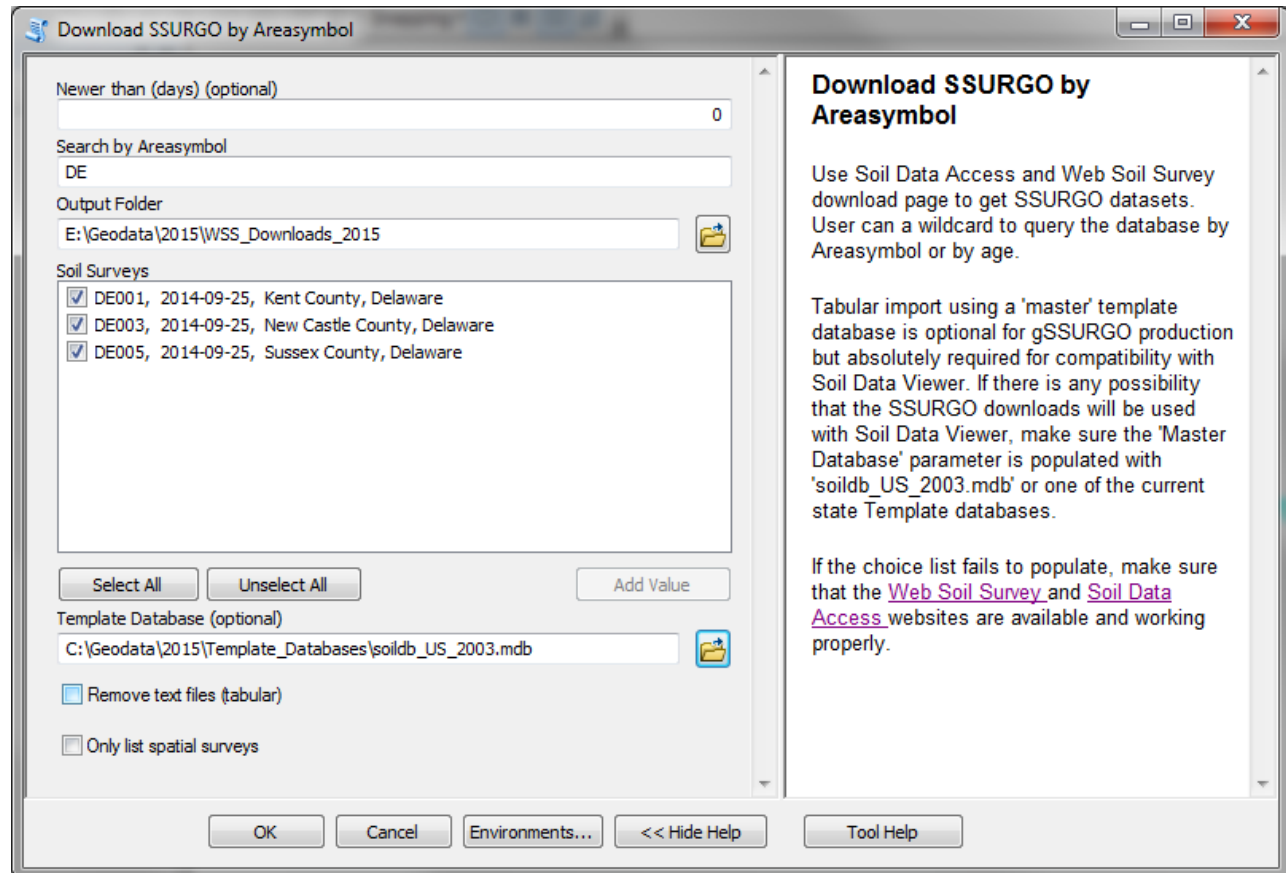 Download SSURGO by Areasymbol
Newer than (days) (optional)
0
Search by Areasymbol
DE
Output Folder
E:\Geodata\2015\WSS_Downloads_2015
Soil Surveys
DE001, 2014-09-25, Kent County, Delaware
DE003, 2014-09-25, New Castle County, Delaware
DE005, 2014-09-25, Sussex County, Delaware
Select All
Unselect All
Add Value
Template Database (optional)
C:\Geodata\2015\Template_Databases\soildb_US_2003.mdb
Remove text files (tabular)
Only list spatial surveys
OK
Cancel
Environments...
<< Hide Help
Download SSURGO by
Areasymbol
Use Soil Data Access and Web Soil Survey
download page to get SSURGO datasets.
User can a wildcard to query the database by
Areasymbol or by age.
Tabular import using a 'master' template
database is optional for gSSURGO production
but absolutely required for compatibility with
Soil Data Viewer. If there is any possibility
that the SSURGO downloads will be used
with Soil Data Viewer, make sure the 'Master
Database' parameter is populated with
'soildb_US_2003.mdb' or one of the current
state Template databases.
If the choice list fails to populate, make sure
that the Web Soil Survey and Soil Data
Access websites are available and working
properly.
Tool Help